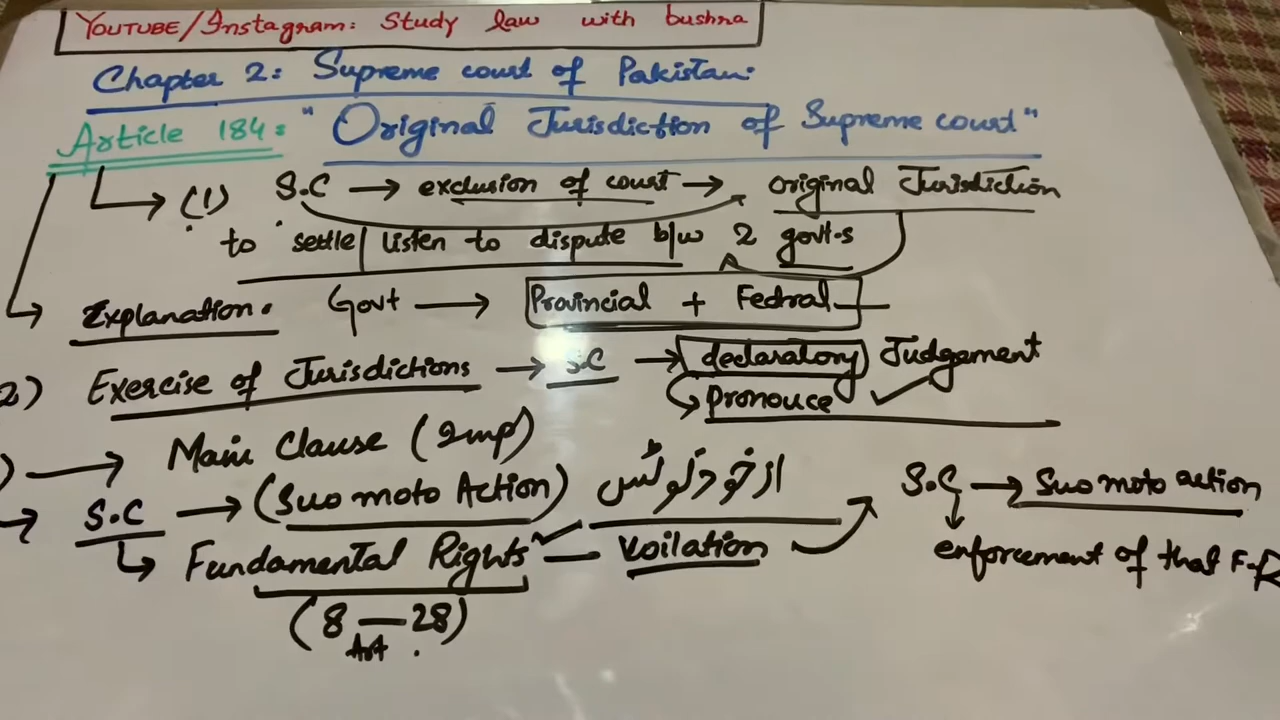 YOUTUBE/Instagram: Study law with bushra
Chapter 2: Supreme court of Pakistan:
Article 184: "Original Jurisdiction of Supreme court"
(1) S.C → exclusion of court → original Jurisdiction
to settle/listen to dispute b/w 2 govt.s
Explanation. Govt → Provincial + Fedral
2) Exercise of Jurisdictions → S.C → declaratory Judgement
pronouce ✓
) → Main Clause (Imp)
→ S.C → (Suo moto Action) ازخود نوٹس S.C → Suo moto action
Fundamental Rights — Voilation enforcement of that F.R
(8 — 28)
Art